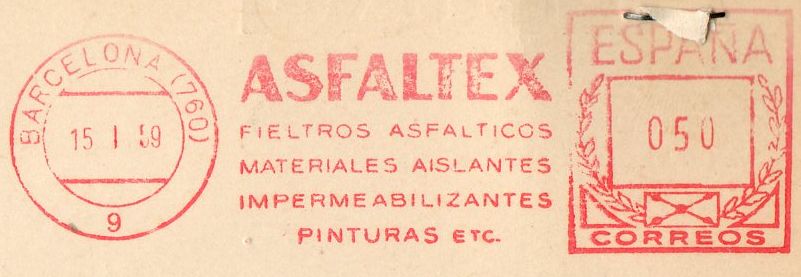 BARCELONA (760)
15 I 59
9
ASFALTEX
FIELTROS ASFALTICOS
MATERIALES AISLANTES
IMPERMEABILIZANTES
PINTURAS ETC.
ESPAÑA
050
CORREOS